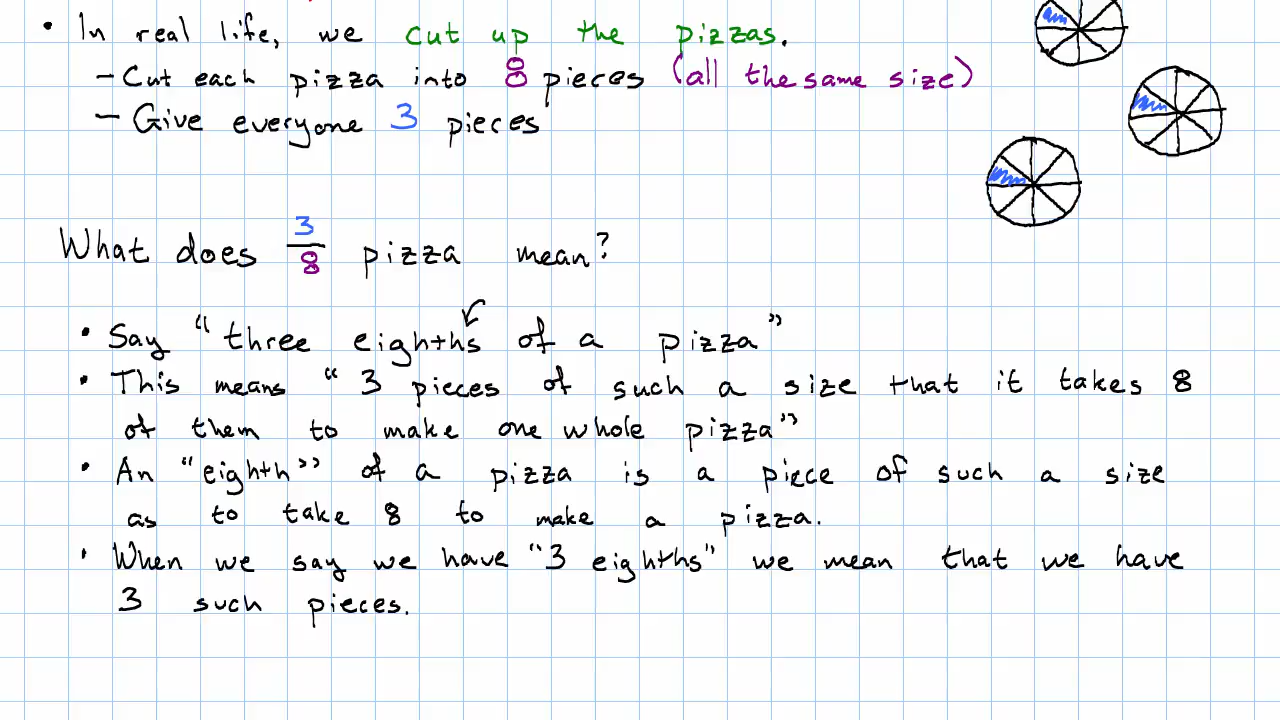 • In real life, we cut up the pizzas.
– Cut each pizza into 8 pieces (all the same size)
– Give everyone 3 pieces
What does 3/8 pizza mean?
• Say “three eighths of a pizza”
• This means “3 pieces of such a size that it takes 8
of them to make one whole pizza”
• An “eighth” of a pizza is a piece of such a size
as to take 8 to make a pizza.
• When we say we have “3 eighths” we mean that we have
3 such pieces.